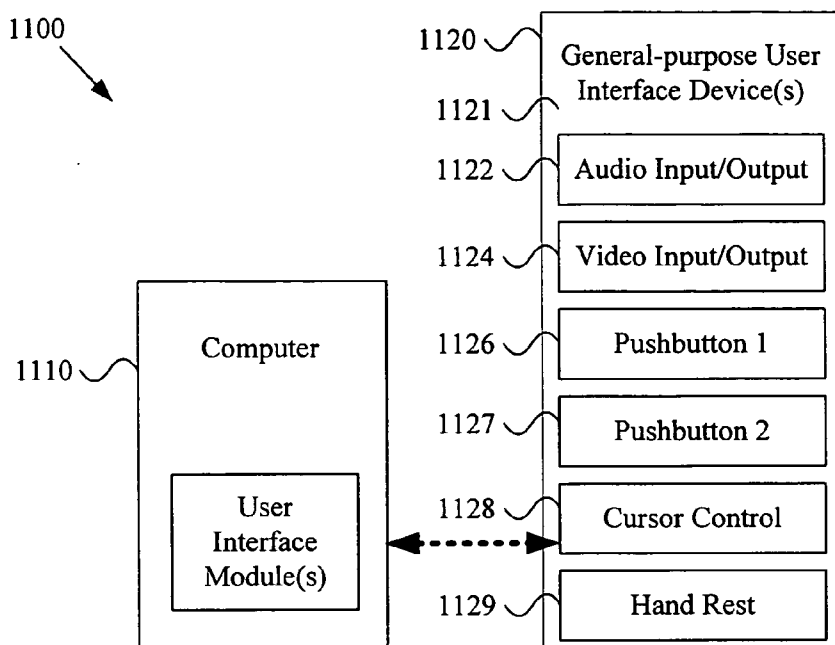 1100
1120
General-purpose User
Interface Device(s)
1121
1122
Audio Input/Output
1124
Video Input/Output
1110
Computer
1126
Pushbutton 1
1127
Pushbutton 2
User
Interface
Module(s)
1128
Cursor Control
1129
Hand Rest